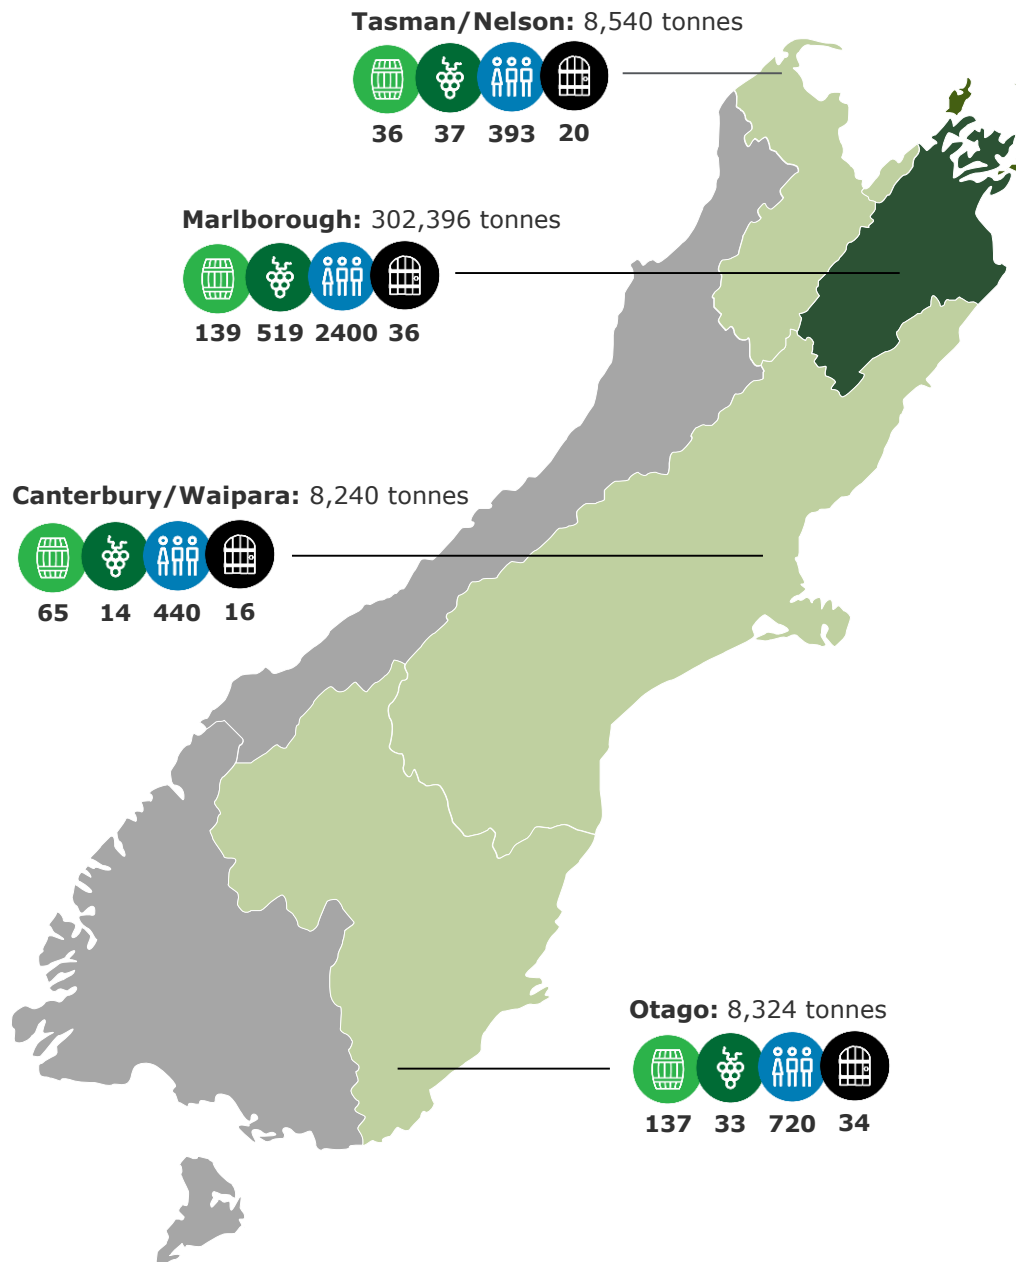 Tasman/Nelson: 8,540 tonnes
36 37 393 20
Marlborough: 302,396 tonnes
139 519 2400 36
Canterbury/Waipara: 8,240 tonnes
65 14 440 16
Otago: 8,324 tonnes
137 33 720 34